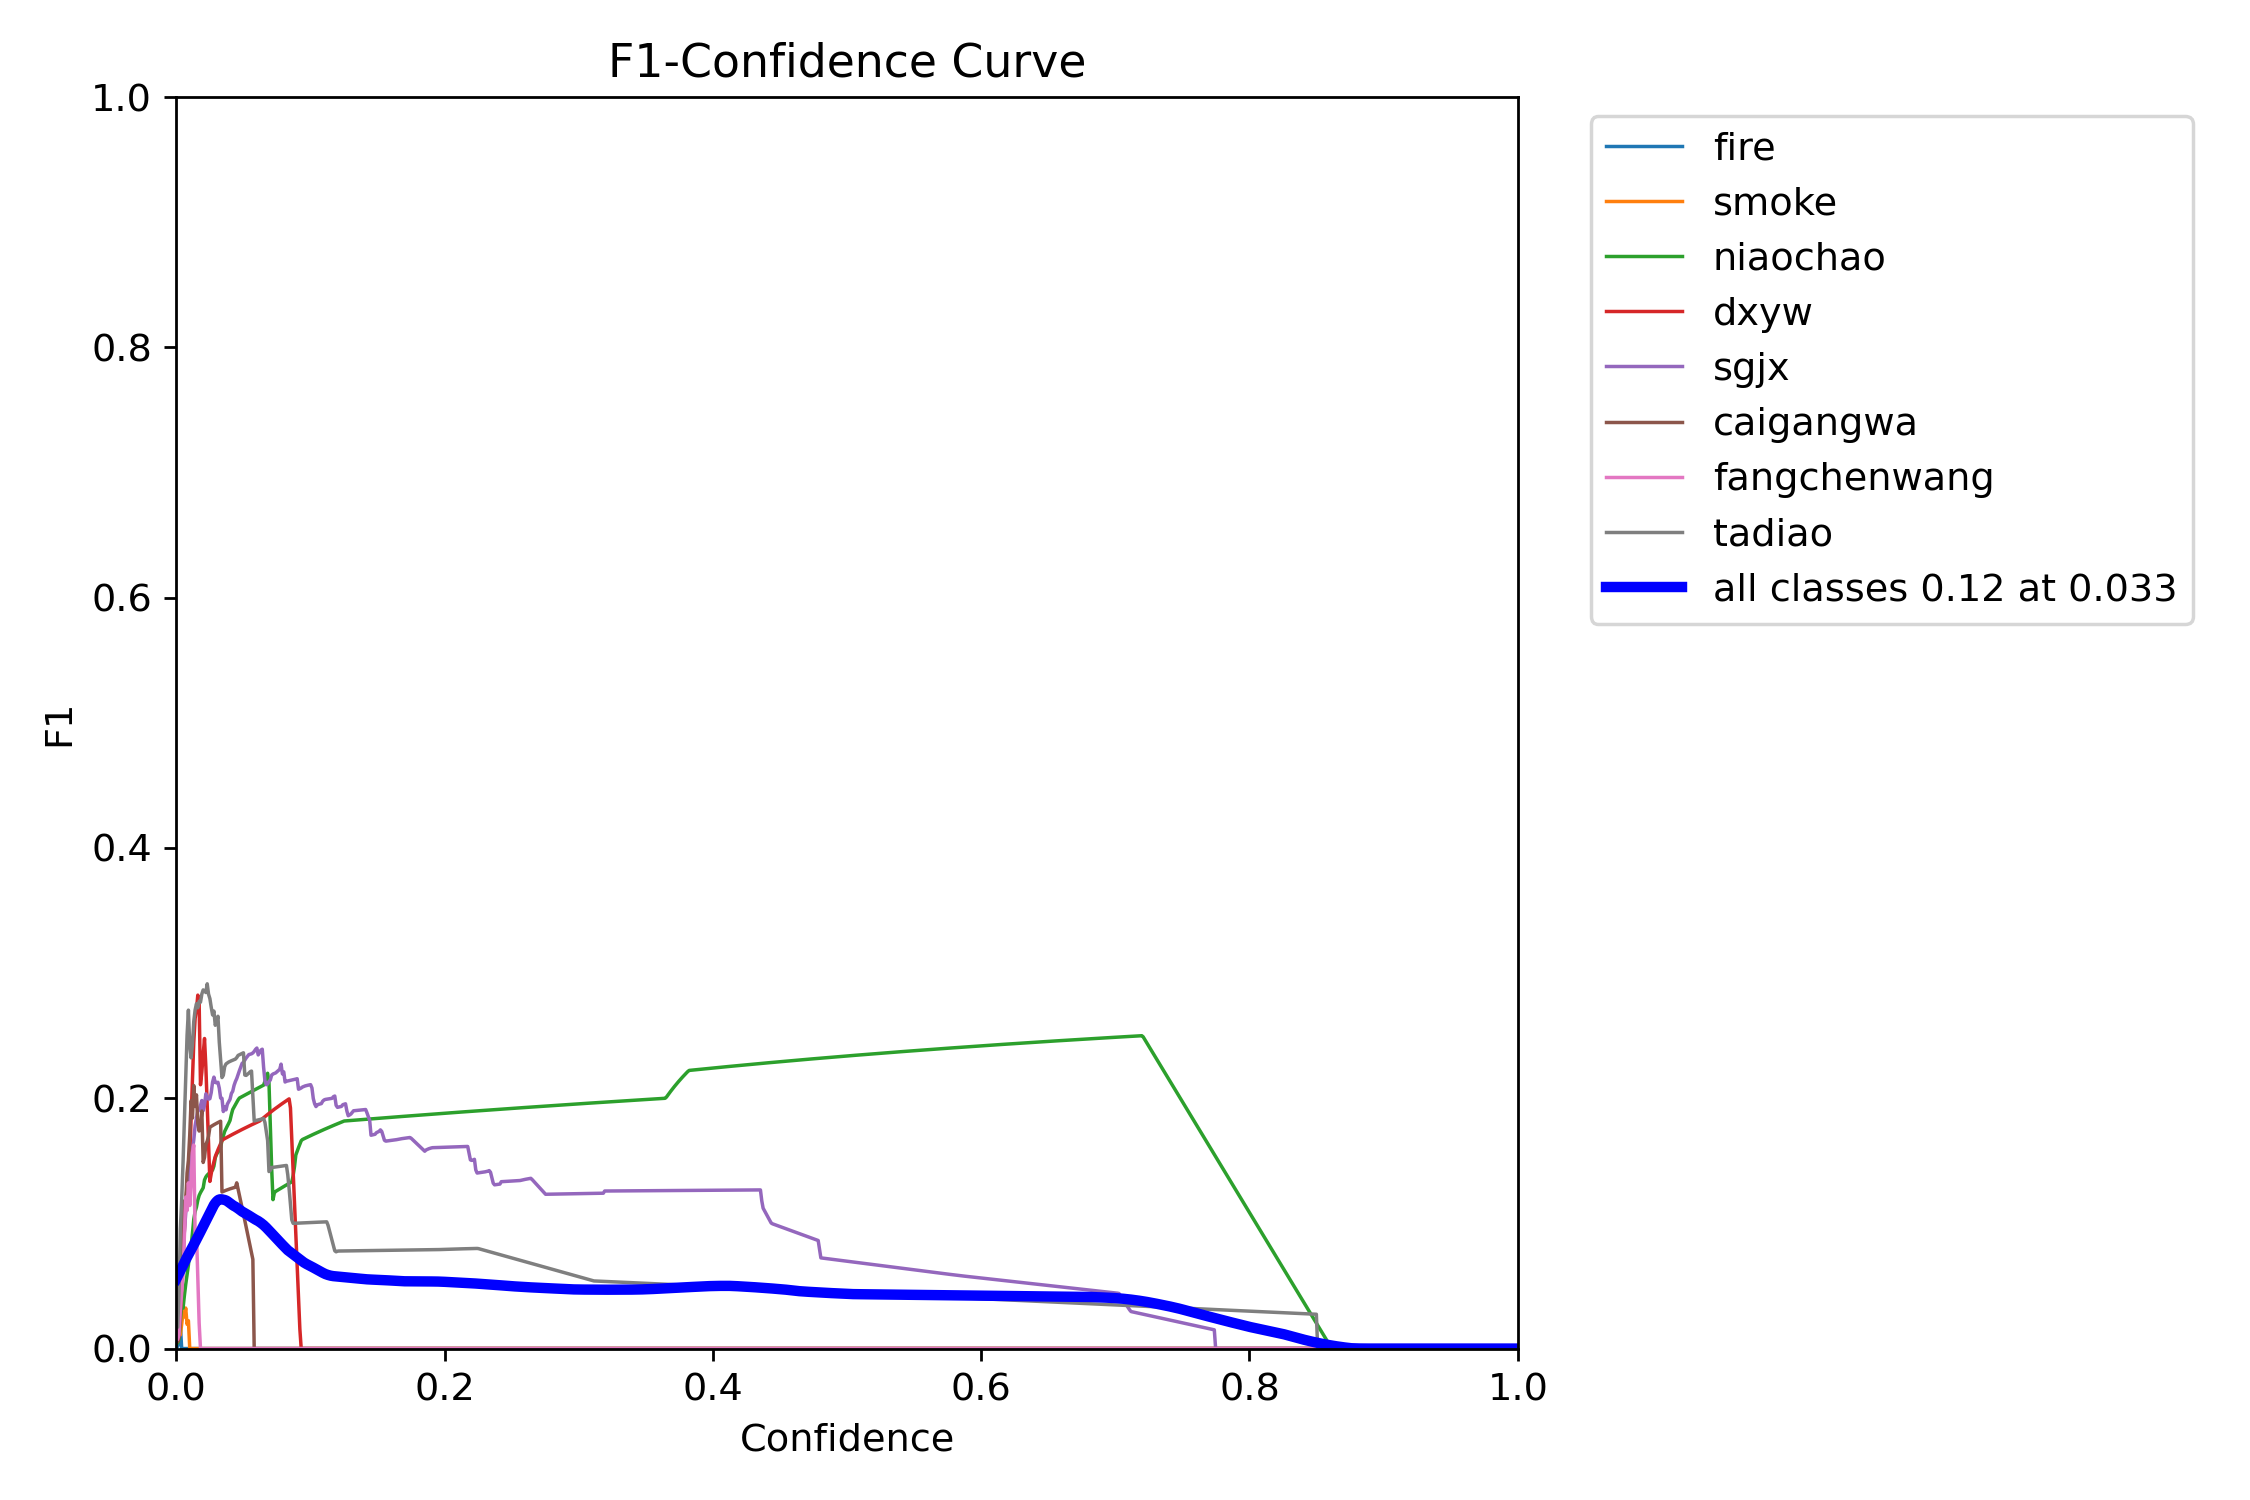 F1-Confidence Curve
1.0
0.8
0.6
0.4
0.2
0.0
F1
0.0 0.2 0.4 0.6 0.8 1.0
Confidence
fire
smoke
niaochao
dxyw
sgjx
caigangwa
fangchenwang
tadiao
all classes 0.12 at 0.033